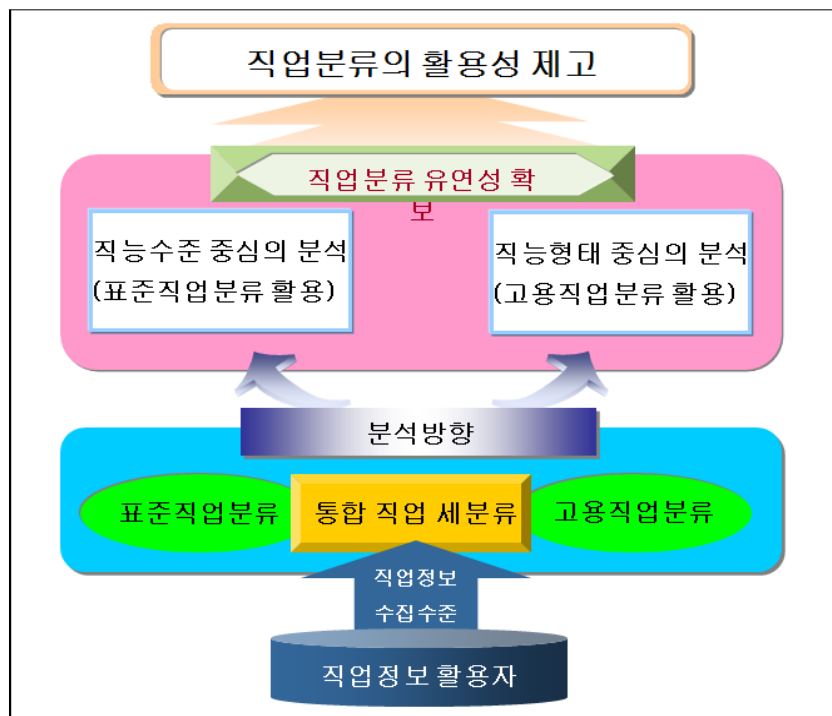 직업분류의 활용성 제고
직업분류 유연성 확
보
직능수준 중심의 분석
(표준직업분류 활용)
직능형태 중심의 분석
(고용직업분류 활용)
분석방향
표준직업분류
통합 직업 세분류
고용직업분류
직업정보
수집수준
직업정보 활용자